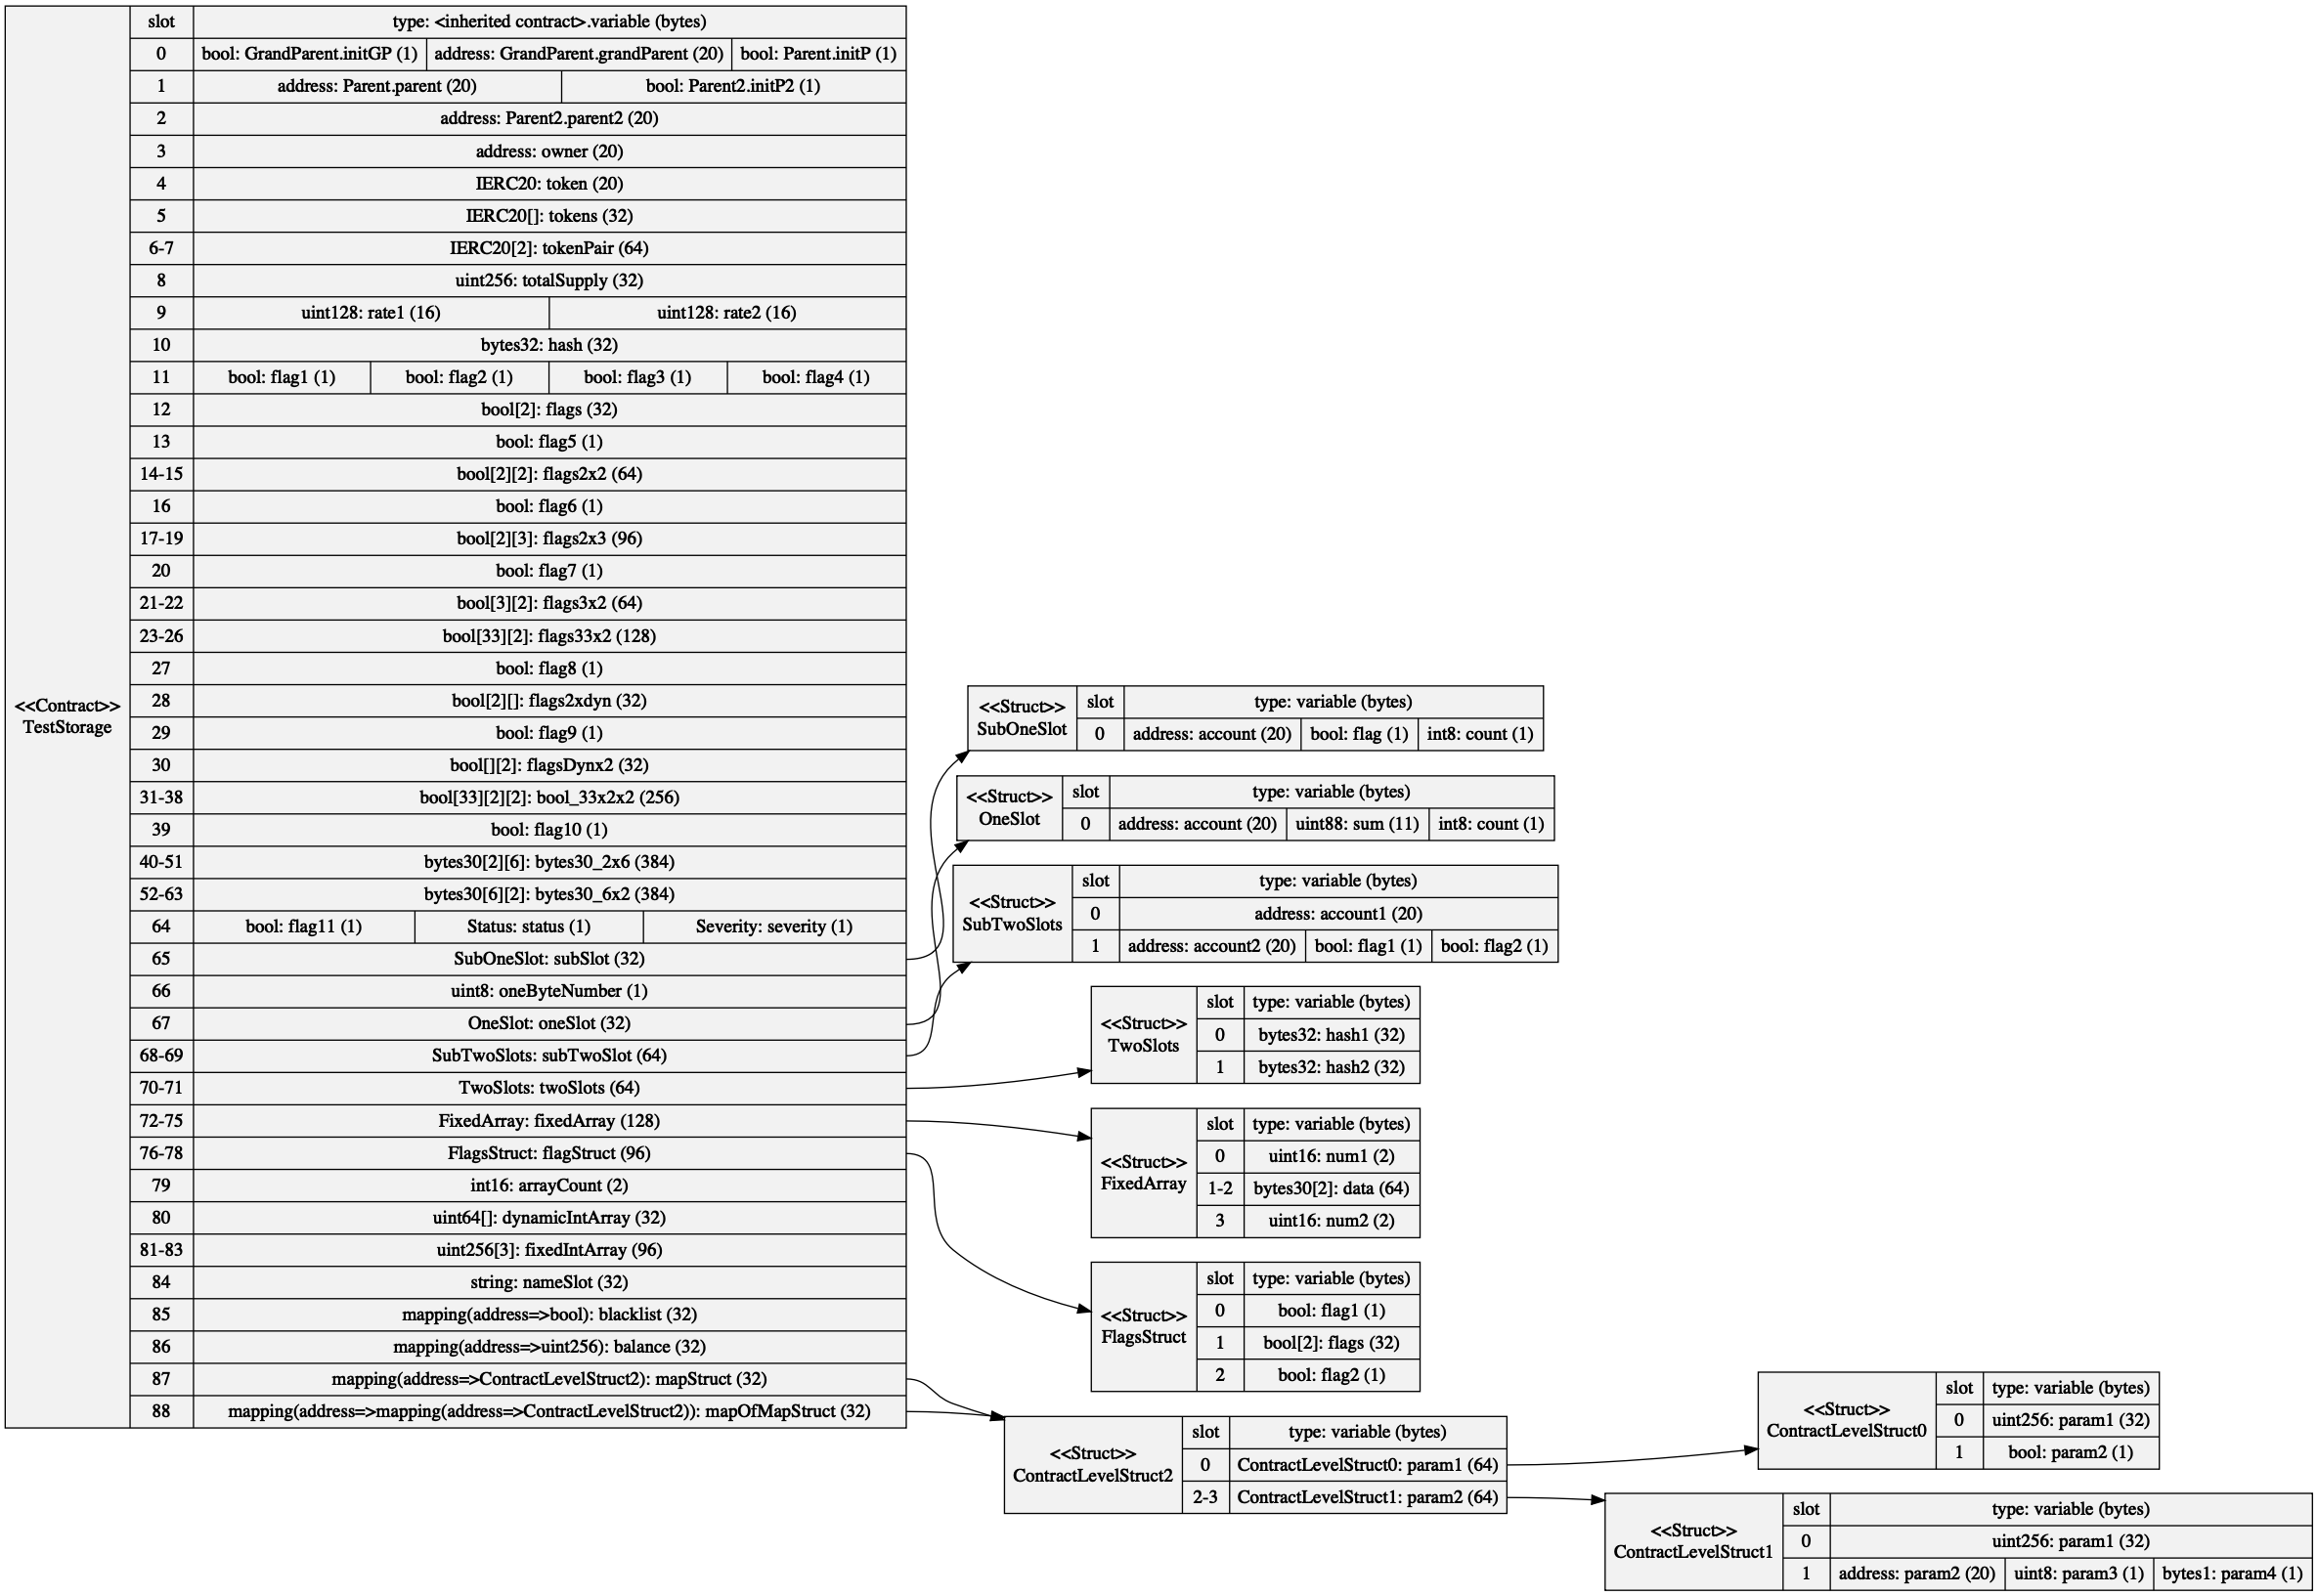 <<Contract>>
TestStorage
slot type: <inherited contract>.variable (bytes)
0 bool: GrandParent.initGP (1) address: GrandParent.grandParent (20) bool: Parent.initP (1)
1 address: Parent.parent (20) bool: Parent2.initP2 (1)
2 address: Parent2.parent2 (20)
3 address: owner (20)
4 IERC20: token (20)
5 IERC20[]: tokens (32)
6-7 IERC20[2]: tokenPair (64)
8 uint256: totalSupply (32)
9 uint128: rate1 (16) uint128: rate2 (16)
10 bytes32: hash (32)
11 bool: flag1 (1) bool: flag2 (1) bool: flag3 (1) bool: flag4 (1)
12 bool[2]: flags (32)
13 bool: flag5 (1)
14-15 bool[2][2]: flags2x2 (64)
16 bool: flag6 (1)
17-19 bool[2][3]: flags2x3 (96)
20 bool: flag7 (1)
21-22 bool[3][2]: flags3x2 (64)
23-26 bool[33][2]: flags33x2 (128)
27 bool: flag8 (1)
28 bool[2][]: flags2xdyn (32)
29 bool: flag9 (1)
30 bool[][2]: flagsDynx2 (32)
31-38 bool[33][2][2]: bool_33x2x2 (256)
39 bool: flag10 (1)
40-51 bytes30[2][6]: bytes30_2x6 (384)
52-63 bytes30[6][2]: bytes30_6x2 (384)
64 bool: flag11 (1) Status: status (1) Severity: severity (1)
65 SubOneSlot: subSlot (32)
66 uint8: oneByteNumber (1)
67 OneSlot: oneSlot (32)
68-69 SubTwoSlots: subTwoSlot (64)
70-71 TwoSlots: twoSlots (64)
72-75 FixedArray: fixedArray (128)
76-78 FlagsStruct: flagStruct (96)
79 int16: arrayCount (2)
80 uint64[]: dynamicIntArray (32)
81-83 uint256[3]: fixedIntArray (96)
84 string: nameSlot (32)
85 mapping(address=>bool): blacklist (32)
86 mapping(address=>uint256): balance (32)
87 mapping(address=>ContractLevelStruct2): mapStruct (32)
88 mapping(address=>mapping(address=>ContractLevelStruct2)): mapOfMapStruct (32)
<<Struct>>
SubOneSlot
slot type: variable (bytes)
0 address: account (20) bool: flag (1) int8: count (1)
<<Struct>>
OneSlot
slot type: variable (bytes)
0 address: account (20) uint88: sum (11) int8: count (1)
<<Struct>>
SubTwoSlots
slot type: variable (bytes)
0 address: account1 (20)
1 address: account2 (20) bool: flag1 (1) bool: flag2 (1)
<<Struct>>
TwoSlots
slot type: variable (bytes)
0 bytes32: hash1 (32)
1 bytes32: hash2 (32)
<<Struct>>
FixedArray
slot type: variable (bytes)
0 uint16: num1 (2)
1-2 bytes30[2]: data (64)
3 uint16: num2 (2)
<<Struct>>
FlagsStruct
slot type: variable (bytes)
0 bool: flag1 (1)
1 bool[2]: flags (32)
2 bool: flag2 (1)
<<Struct>>
ContractLevelStruct2
slot type: variable (bytes)
0 ContractLevelStruct0: param1 (64)
2-3 ContractLevelStruct1: param2 (64)
<<Struct>>
ContractLevelStruct0
slot type: variable (bytes)
0 uint256: param1 (32)
1 bool: param2 (1)
<<Struct>>
ContractLevelStruct1
slot type: variable (bytes)
0 uint256: param1 (32)
1 address: param2 (20) uint8: param3 (1) bytes1: param4 (1)